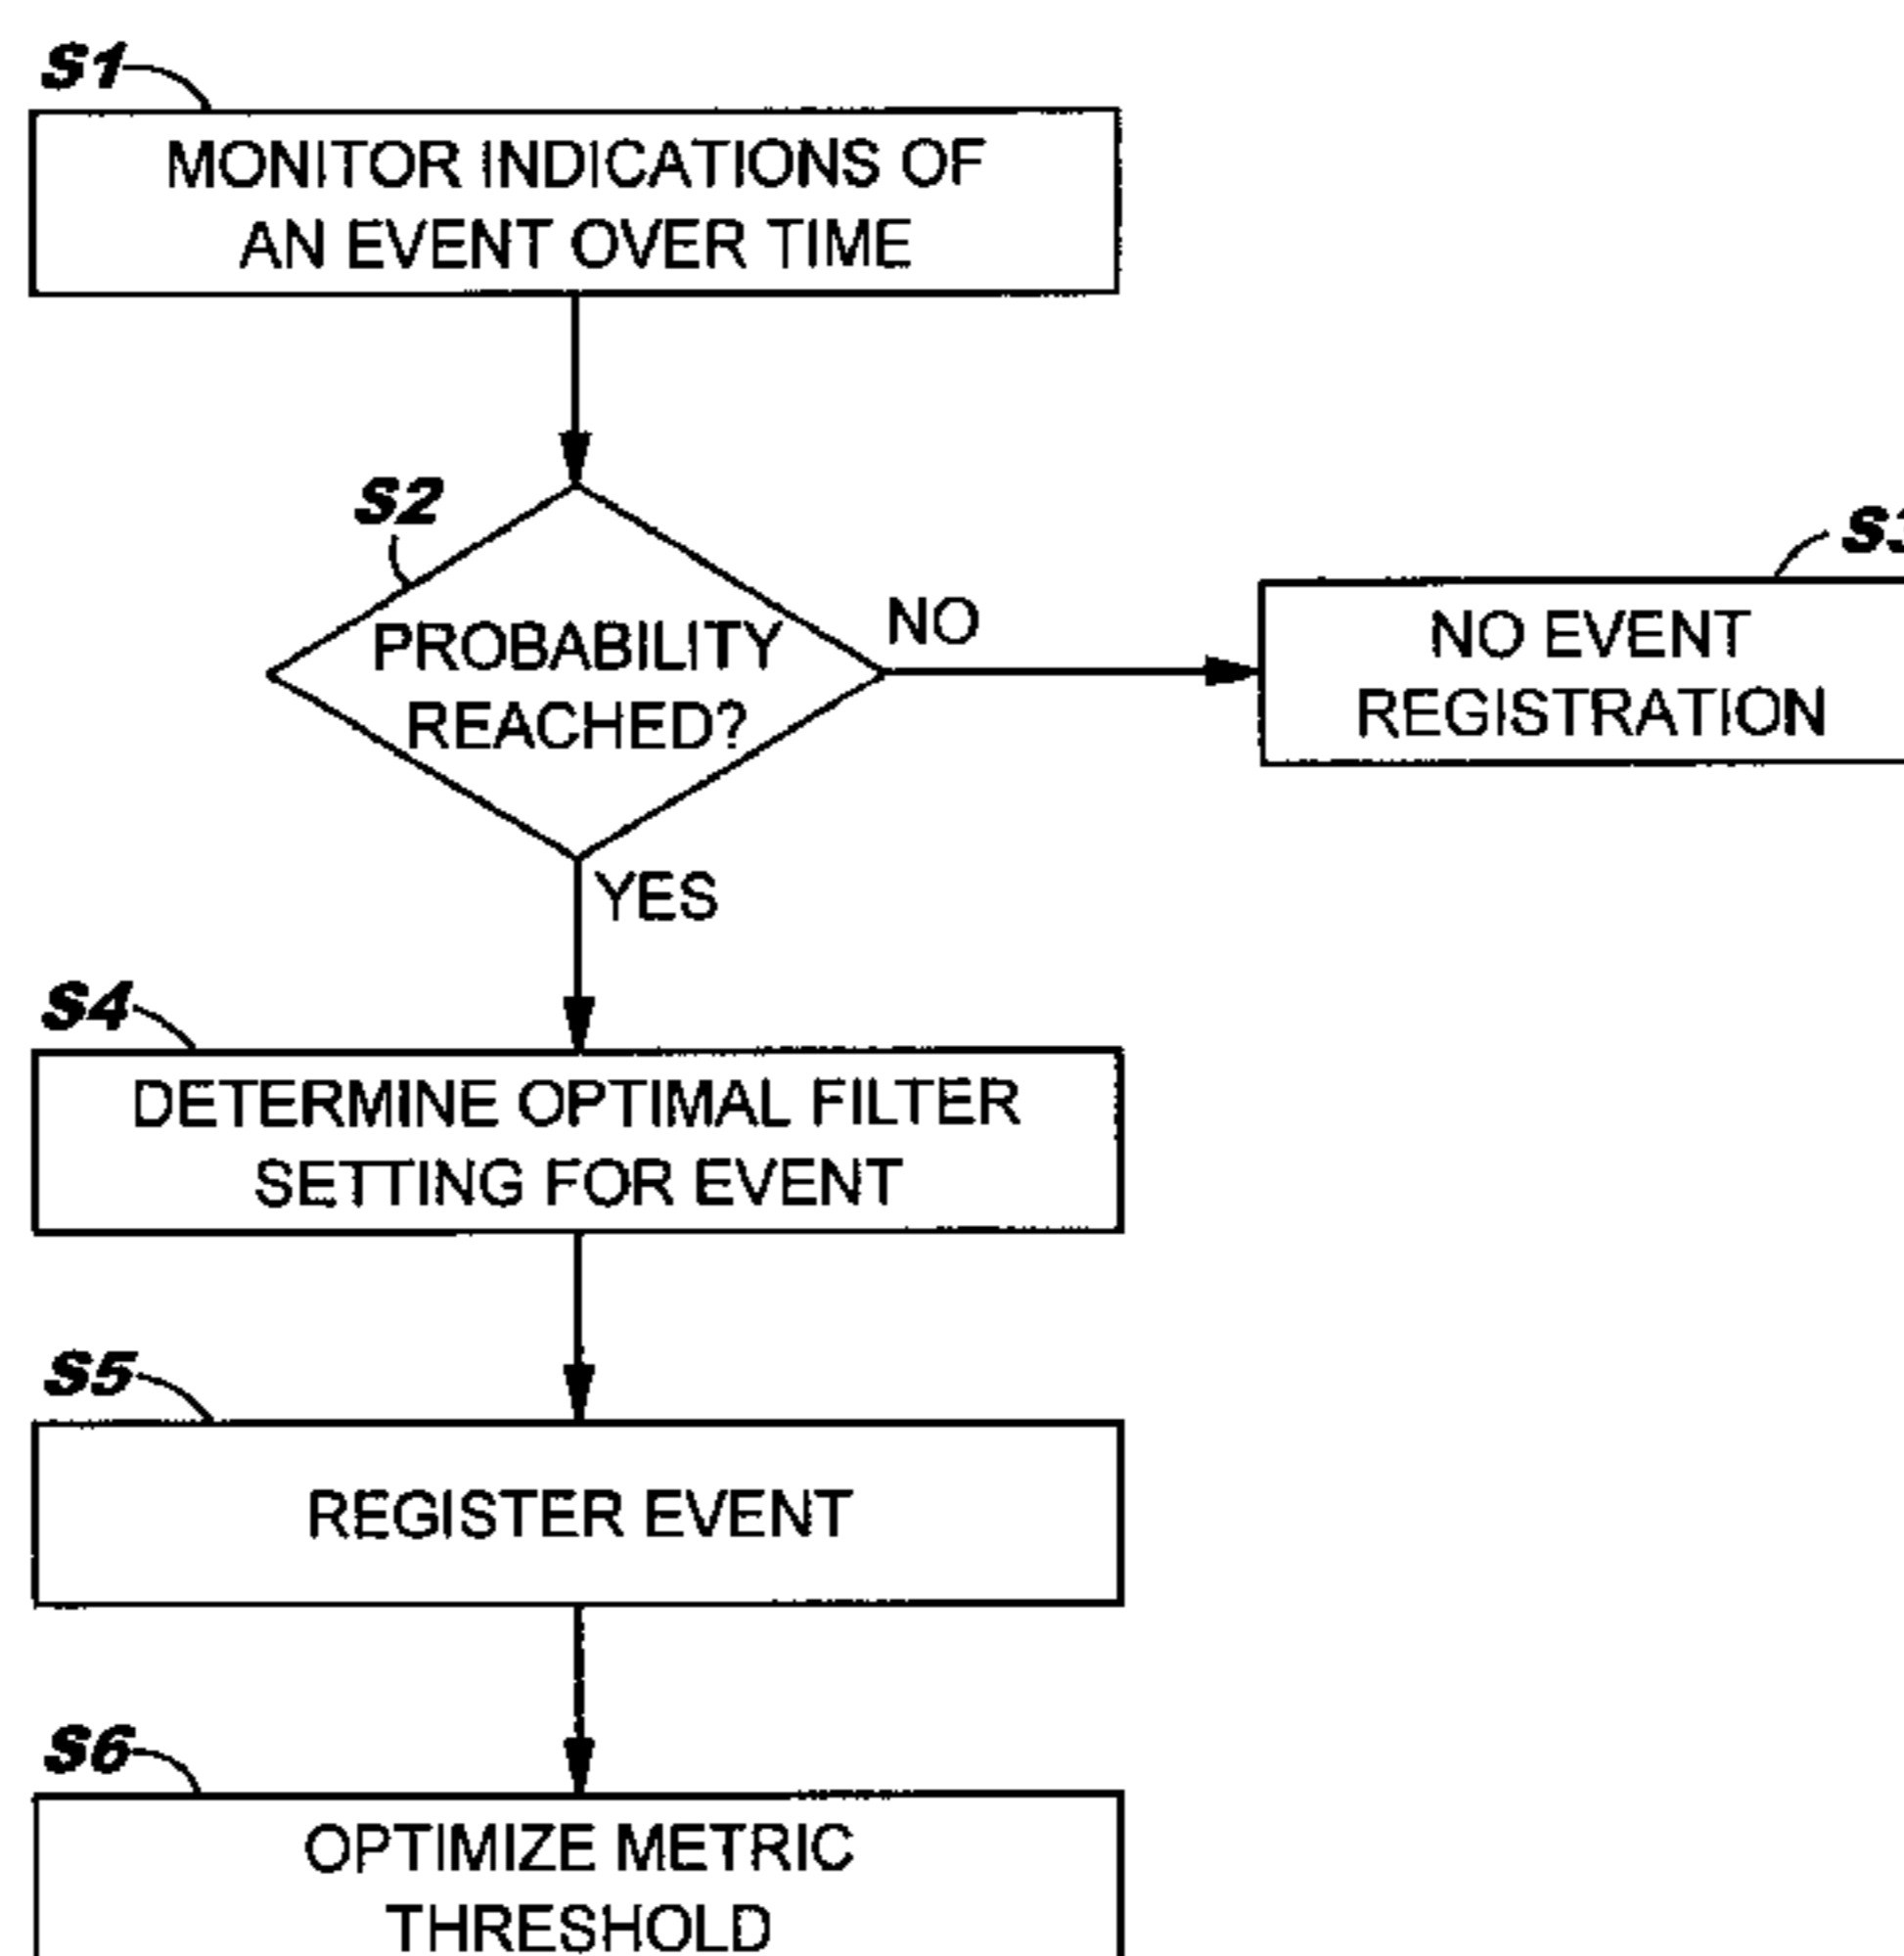 S1
MONITOR INDICATIONS OF
AN EVENT OVER TIME
S2
PROBABILITY
REACHED?
NO
NO EVENT
REGISTRATION
YES
S4
DETERMINE OPTIMAL FILTER
SETTING FOR EVENT
S5
REGISTER EVENT
S6
OPTIMIZE METRIC
THRESHOLD